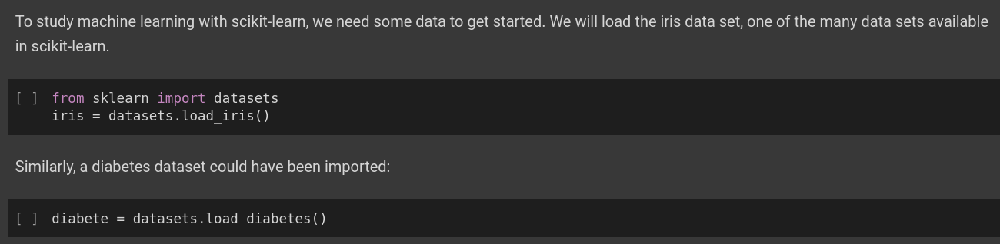 To study machine learning with scikit-learn, we need some data to get started. We will load the iris data set, one of the many data sets available
in scikit-learn.
[ ] from sklearn import datasets
iris = datasets.load_iris()
Similarly, a diabetes dataset could have been imported:
[ ] diabete = datasets.load_diabetes()